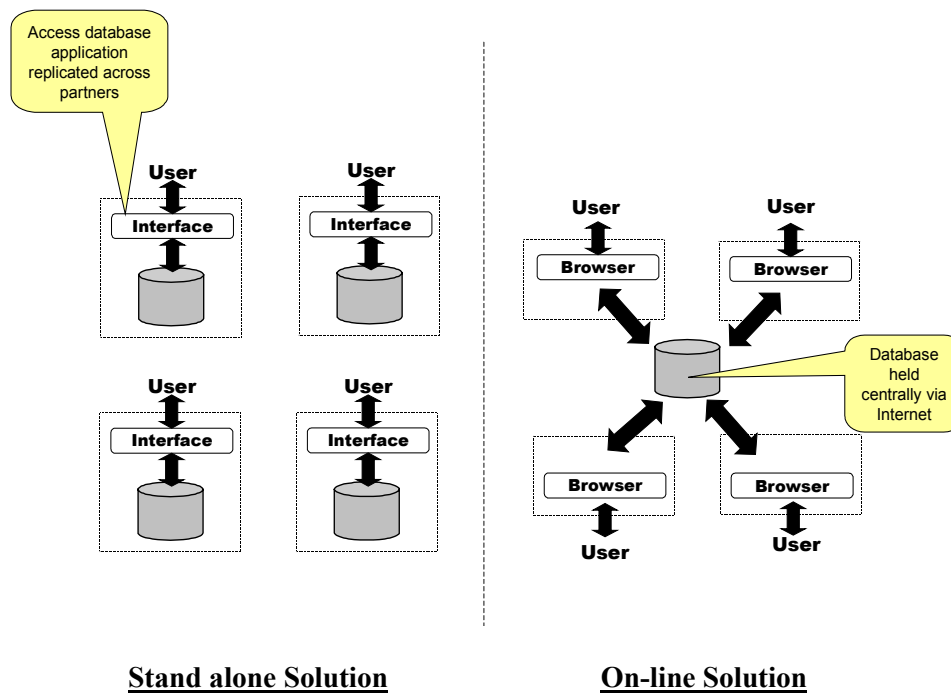 Access database
application
replicated across
partners
User
Interface
User
Interface
User
Interface
User
Interface
Stand alone Solution
User
Browser
User
Browser
Database
held
centrally via
Internet
Browser
User
Browser
User
On-line Solution